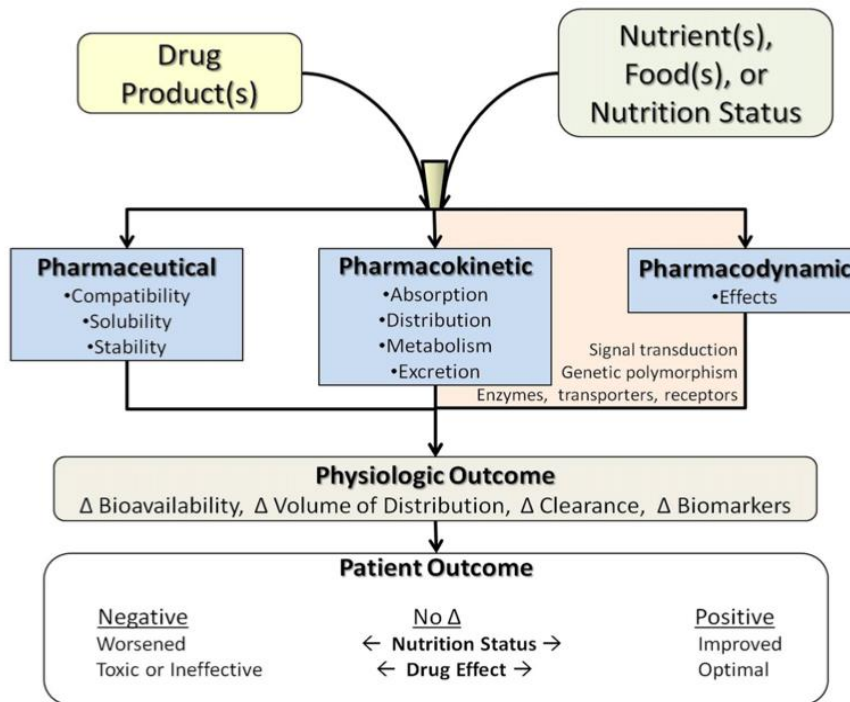 Drug
Product(s)
Nutrient(s),
Food(s), or
Nutrition Status
Pharmaceutical
•Compatibility
•Solubility
•Stability
Pharmacokinetic
•Absorption
•Distribution
•Metabolism
•Excretion
Pharmacodynamic
•Effects
Signal transduction
Genetic polymorphism
Enzymes, transporters, receptors
Physiologic Outcome
Δ Bioavailability, Δ Volume of Distribution, Δ Clearance, Δ Biomarkers
Patient Outcome
Negative No Δ Positive
Worsened ← Nutrition Status → Improved
Toxic or Ineffective ← Drug Effect → Optimal